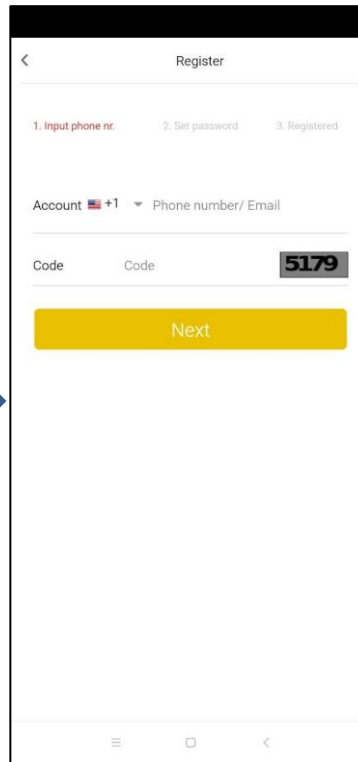 Register
1. Input phone nr. 2. Set password 3. Registered
Account +1 Phone number/ Email
Code Code 5179
Next